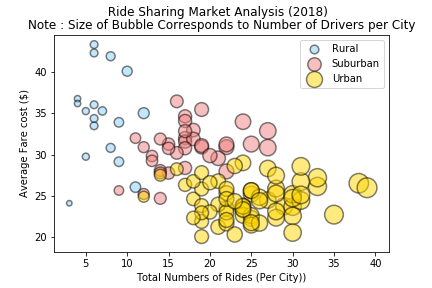 Ride Sharing Market Analysis (2018)
Note : Size of Bubble Corresponds to Number of Drivers per City
Rural
Suburban
Urban
Average Fare cost ($)
40
35
30
25
20
5 10 15 20 25 30 35 40
Total Numbers of Rides (Per City))